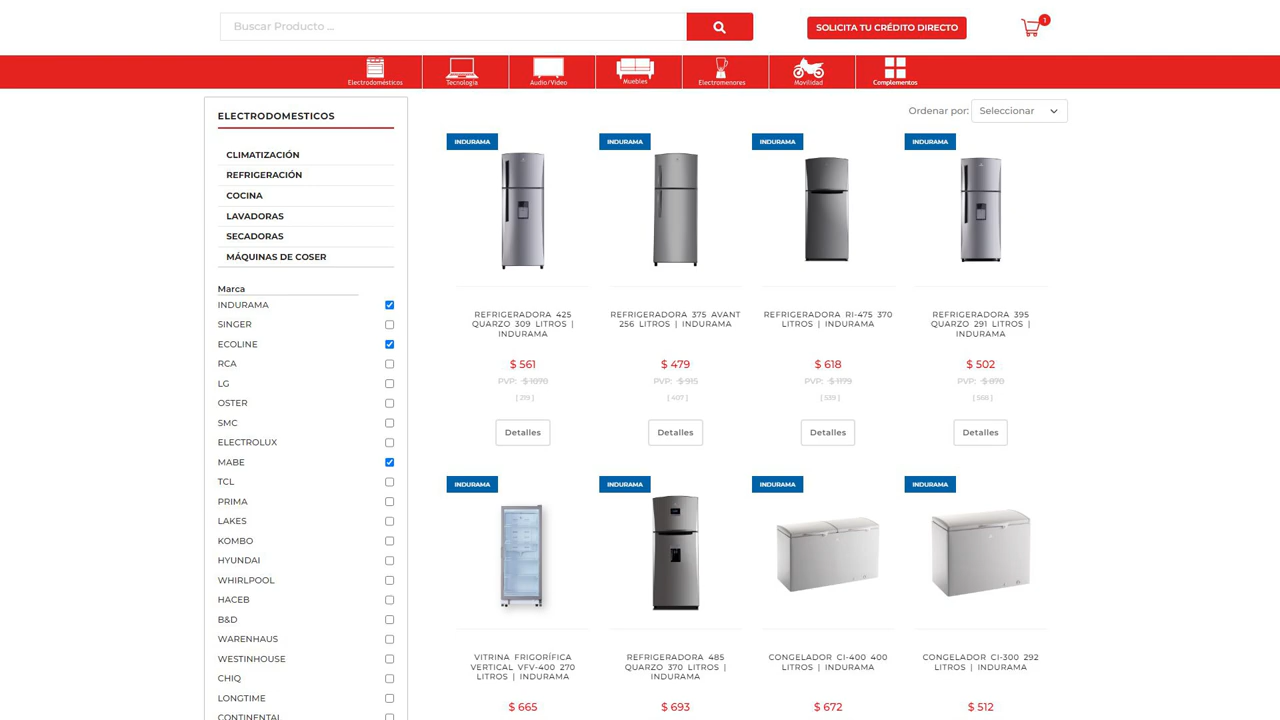 Buscar Producto ...
SOLICITA TU CRÉDITO DIRECTO
1
Electrodomésticos
Tecnología
Audio/Video
Muebles
Electromenores
Movilidad
Complementos
ELECTRODOMESTICOS
CLIMATIZACIÓN
REFRIGERACIÓN
COCINA
LAVADORAS
SECADORAS
MÁQUINAS DE COSER
Marca
INDURAMA
SINGER
ECOLINE
RCA
LG
OSTER
SMC
ELECTROLUX
MABE
TCL
PRIMA
LAKES
KOMBO
HYUNDAI
WHIRLPOOL
HACEB
B&D
WARENHAUS
WESTINHOUSE
CHIQ
LONGTIME
CONTINENTAL
Ordenar por: Seleccionar
INDURAMA
REFRIGERADORA 425
QUARZO 309 LITROS |
INDURAMA
$ 561
PVP: $ 1070
[ 219 ]
Detalles
INDURAMA
REFRIGERADORA 375 AVANT
256 LITROS | INDURAMA
$ 479
PVP: $ 915
[ 407 ]
Detalles
INDURAMA
REFRIGERADORA RI-475 370
LITROS | INDURAMA
$ 618
PVP: $ 1179
[ 539 ]
Detalles
INDURAMA
REFRIGERADORA 395
QUARZO 291 LITROS |
INDURAMA
$ 502
PVP: $ 870
[ 568 ]
Detalles
INDURAMA
VITRINA FRIGORÍFICA
VERTICAL VFV-400 270
LITROS | INDURAMA
$ 665
INDURAMA
REFRIGERADORA 485
QUARZO 370 LITROS |
INDURAMA
$ 693
INDURAMA
CONGELADOR CI-400 400
LITROS | INDURAMA
$ 672
INDURAMA
CONGELADOR CI-300 292
LITROS | INDURAMA
$ 512